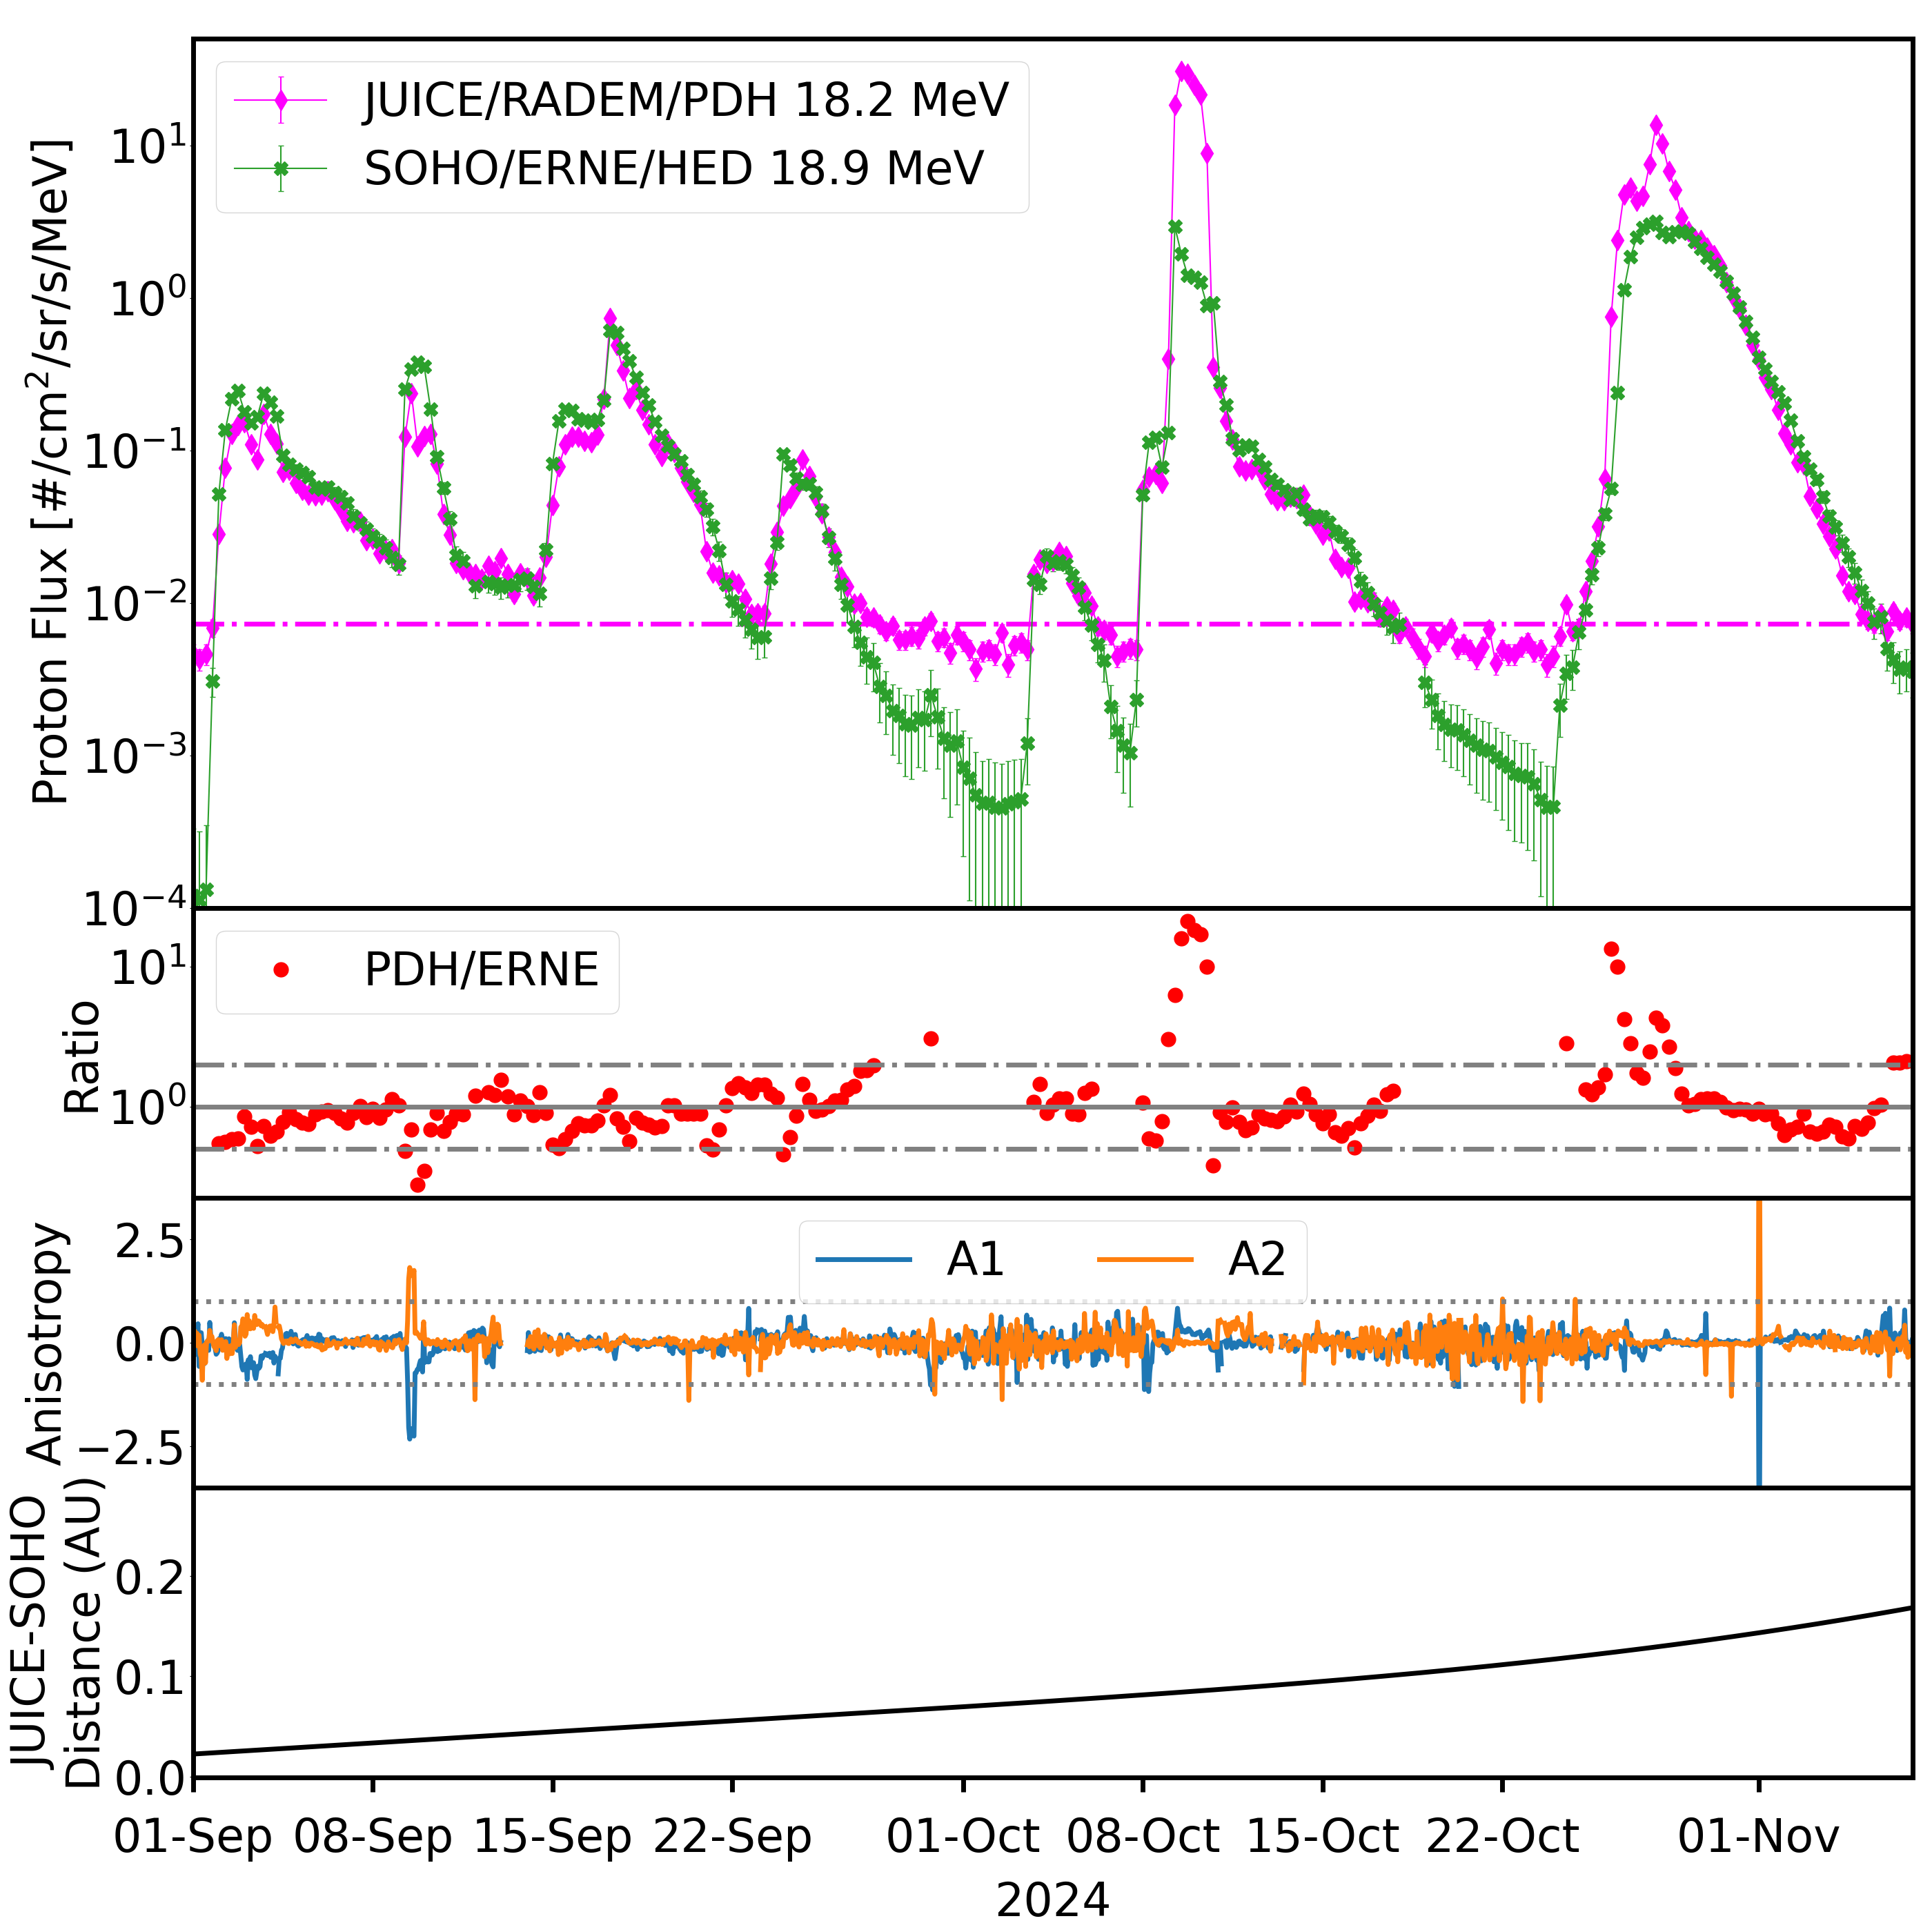 JUICE/RADEM/PDH 18.2 MeV
SOHO/ERNE/HED 18.9 MeV
Proton Flux [#/cm²/sr/s/MeV]
10¹
10⁰
10⁻¹
10⁻²
10⁻³
10⁻⁴
PDH/ERNE
Ratio
10¹
10⁰
A1 A2
Anisotropy
2.5
0.0
−2.5
JUICE-SOHO
Distance (AU)
0.2
0.1
0.0
01-Sep 08-Sep 15-Sep 22-Sep 01-Oct 08-Oct 15-Oct 22-Oct 01-Nov
2024